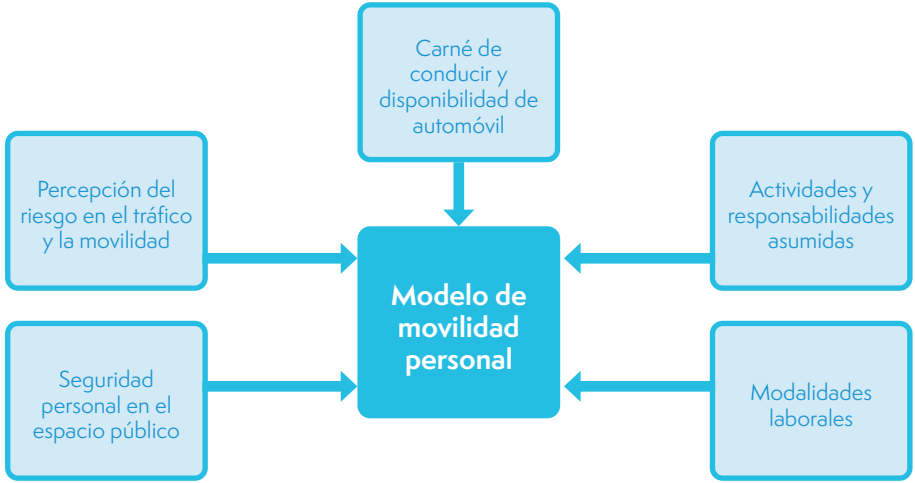 Carné de
conducir y
disponibilidad de
automóvil
Percepción del
riesgo en el tráfico
y la movilidad
Actividades y
responsabilidades
asumidas
Modelo de
movilidad
personal
Seguridad
personal en el
espacio público
Modalidades
laborales